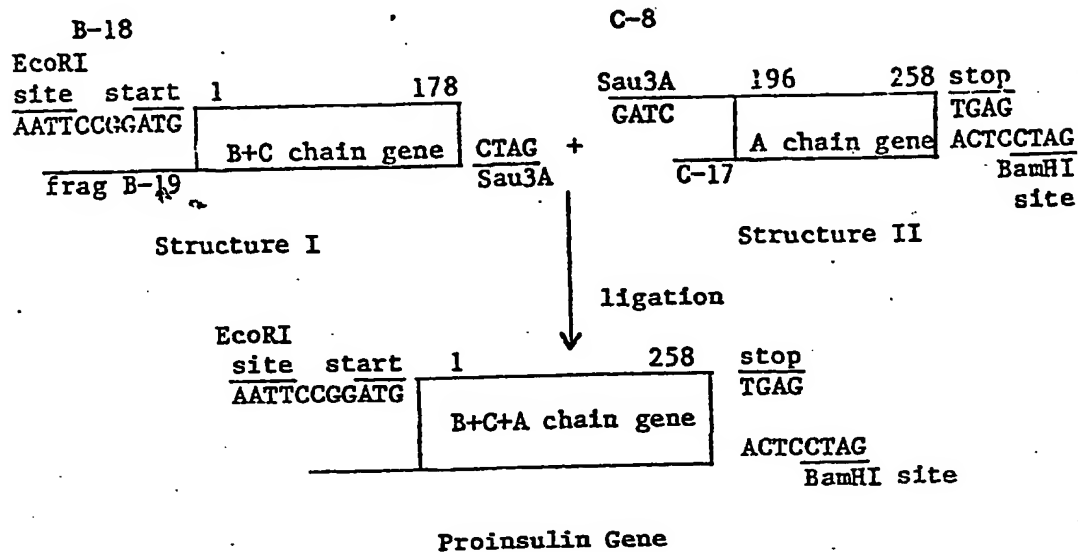 B-18
C-8
EcoRI
site start 1 178
AATTCCGGATG
B+C chain gene
CTAG
Sau3A
frag B-19
Structure I
+
Sau3A
GATC
196 258 stop
TGAG
A chain gene
ACTCCTAG
C-17
BamHI
site
Structure II
ligation
EcoRI
site start 1 258 stop
AATTCCGGATG
TGAG
B+C+A chain gene
ACTCCTAG
BamHI site
Proinsulin Gene